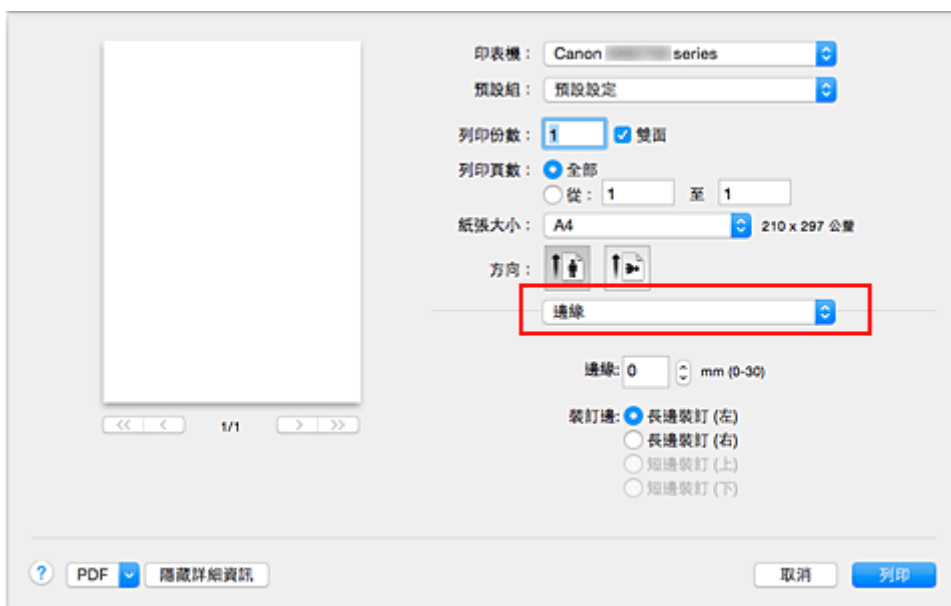 印表機： Canon series
預設組： 預設設定
列印份數： 1 雙面
列印頁數： 全部
從： 1 至 1
紙張大小： A4 210 x 297 公釐
方向：
邊緣
邊緣: 0 mm (0-30)
裝訂邊: 長邊裝訂 (左)
長邊裝訂 (右)
短邊裝訂 (上)
短邊裝訂 (下)
1/1
? PDF 隱藏詳細資訊 取消 列印